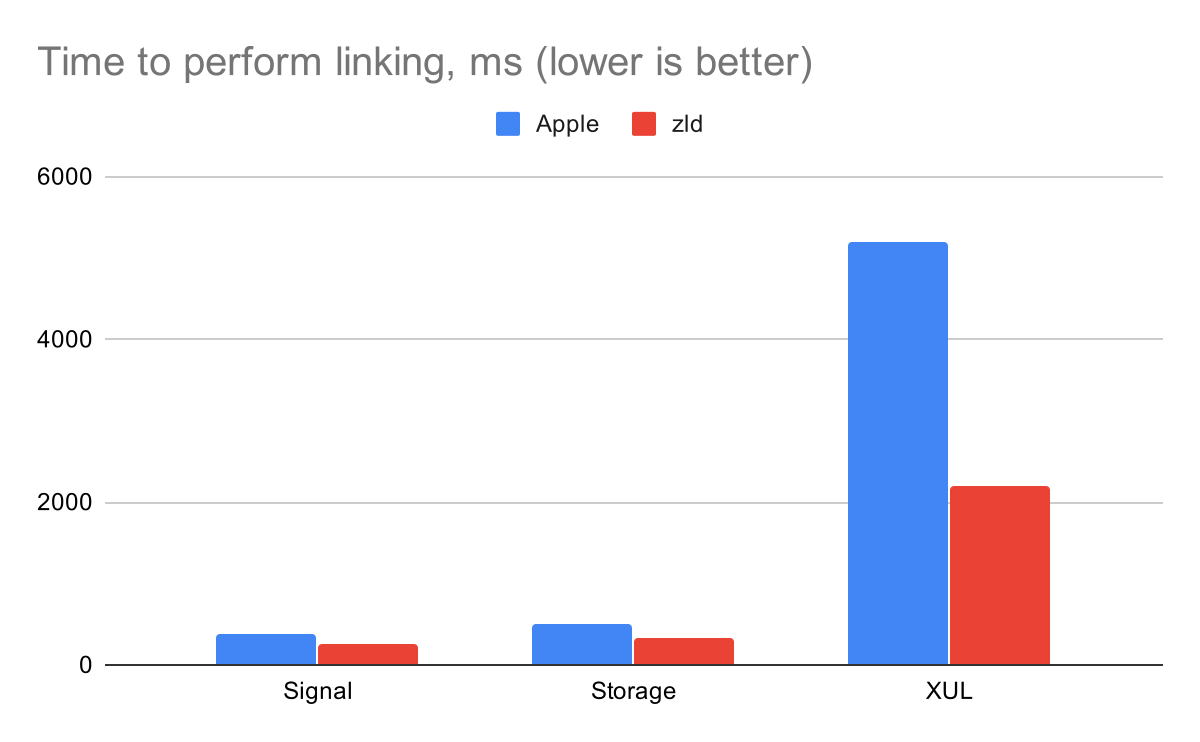 Time to perform linking, ms (lower is better)
Apple zld
6000
4000
2000
0
Signal Storage XUL